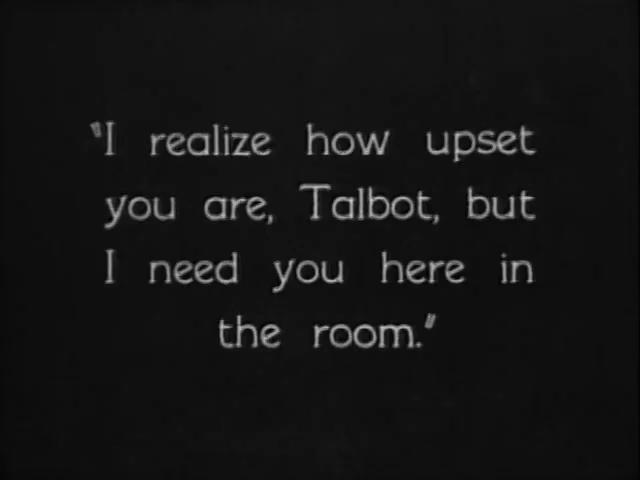 "I realize how upset
you are, Talbot, but
I need you here in
the room."